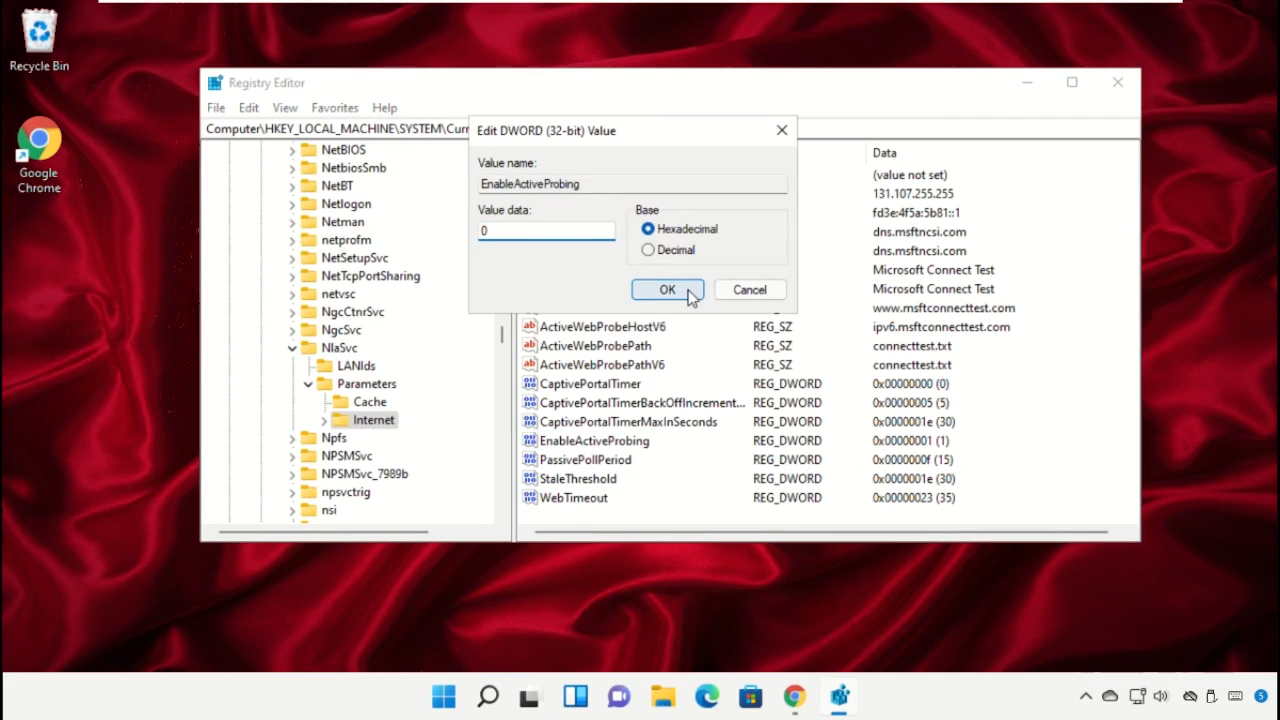 Recycle Bin
Google
Chrome
Registry Editor
File Edit View Favorites Help
Computer\HKEY_LOCAL_MACHINE\SYSTEM\Curr
NetBIOS
NetbiosSmb
NetBT
Netlogon
Netman
netprofm
NetSetupSvc
NetTcpPortSharing
netvsc
NgcCtnrSvc
NgcSvc
NlaSvc
LANIds
Parameters
Cache
Internet
Npfs
NPSMSvc
NPSMSvc_7989b
npsvctrig
nsi
Edit DWORD (32-bit) Value
Value name:
EnableActiveProbing
Value data:
0
Base
Hexadecimal
Decimal
OK Cancel
Data
(value not set)
131.107.255.255
fd3e:4f5a:5b81::1
dns.msftncsi.com
dns.msftncsi.com
Microsoft Connect Test
Microsoft Connect Test
www.msftconnecttest.com
ActiveWebProbeHostV6 REG_SZ ipv6.msftconnecttest.com
ActiveWebProbePath REG_SZ connecttest.txt
ActiveWebProbePathV6 REG_SZ connecttest.txt
CaptivePortalTimer REG_DWORD 0x00000000 (0)
CaptivePortalTimerBackOffIncrement... REG_DWORD 0x00000005 (5)
CaptivePortalTimerMaxInSeconds REG_DWORD 0x0000001e (30)
EnableActiveProbing REG_DWORD 0x00000001 (1)
PassivePollPeriod REG_DWORD 0x0000000f (15)
StaleThreshold REG_DWORD 0x0000001e (30)
WebTimeout REG_DWORD 0x00000023 (35)
5